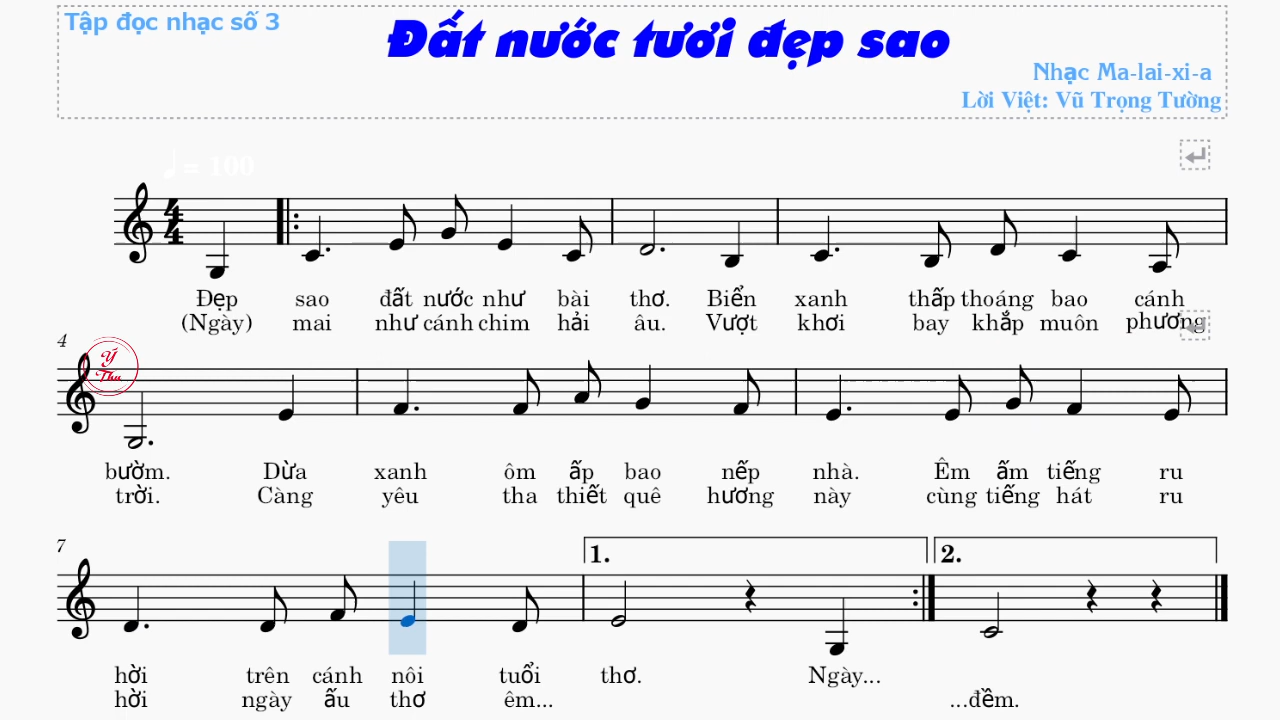 Tập đọc nhạc số 3
Đất nước tươi đẹp sao
Nhạc Ma-lai-xi-a
Lời Việt: Vũ Trọng Tường
♩ = 100
4
4
Đẹp sao đất nước như bài thơ. Biển xanh thấp thoáng bao cánh
(Ngày) mai như cánh chim hải âu. Vượt khơi bay khắp muôn phương
4
Ý
Thu
bườm. Dừa xanh ôm ấp bao nếp nhà. Êm ấm tiếng ru
trời. Càng yêu tha thiết quê hương này cùng tiếng hát ru
7
1.
2.
hời trên cánh nôi tuổi thơ. Ngày...
hời ngày ấu thơ êm... ...đềm.